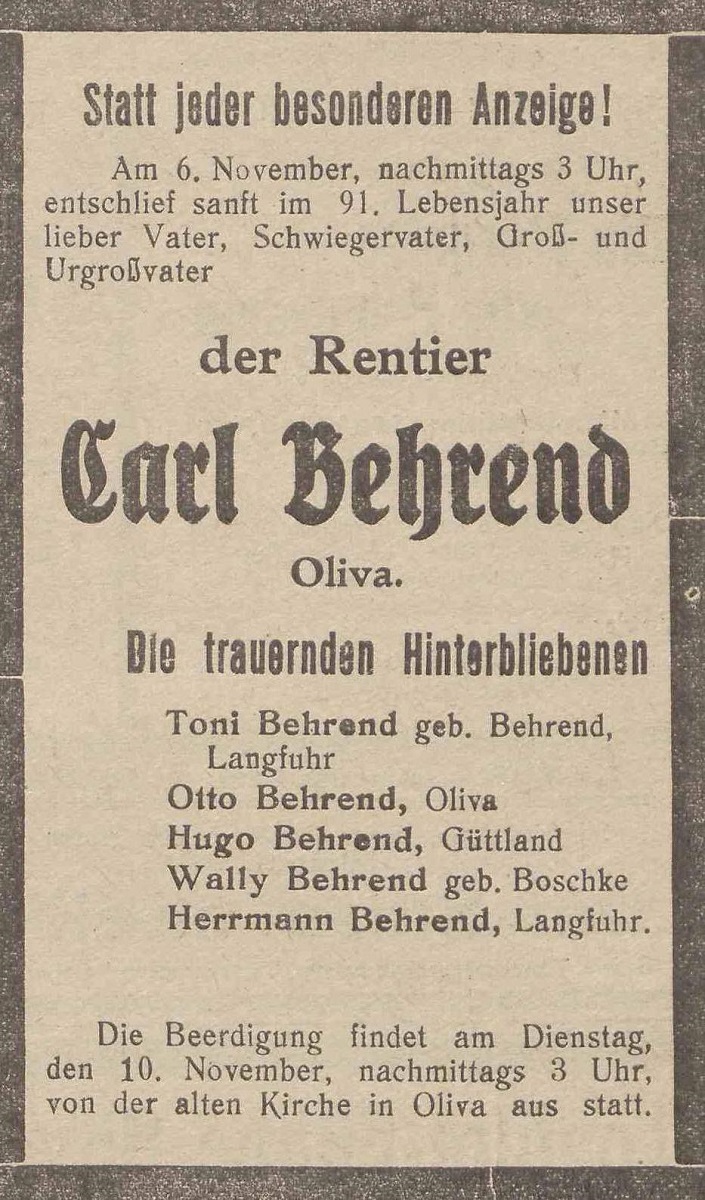 Statt jeder besonderen Anzeige!
Am 6. November, nachmittags 3 Uhr,
entschlief sanft im 91. Lebensjahr unser
lieber Vater, Schwiegervater, Groß- und
Urgroßvater
der Rentier
Carl Behrend
Oliva.
Die trauernden Hinterbliebenen
Toni Behrend geb. Behrend,
Langfuhr
Otto Behrend, Oliva
Hugo Behrend, Güttland
Wally Behrend geb. Boschke
Herrmann Behrend, Langfuhr.
Die Beerdigung findet am Dienstag,
den 10. November, nachmittags 3 Uhr,
von der alten Kirche in Oliva aus statt.